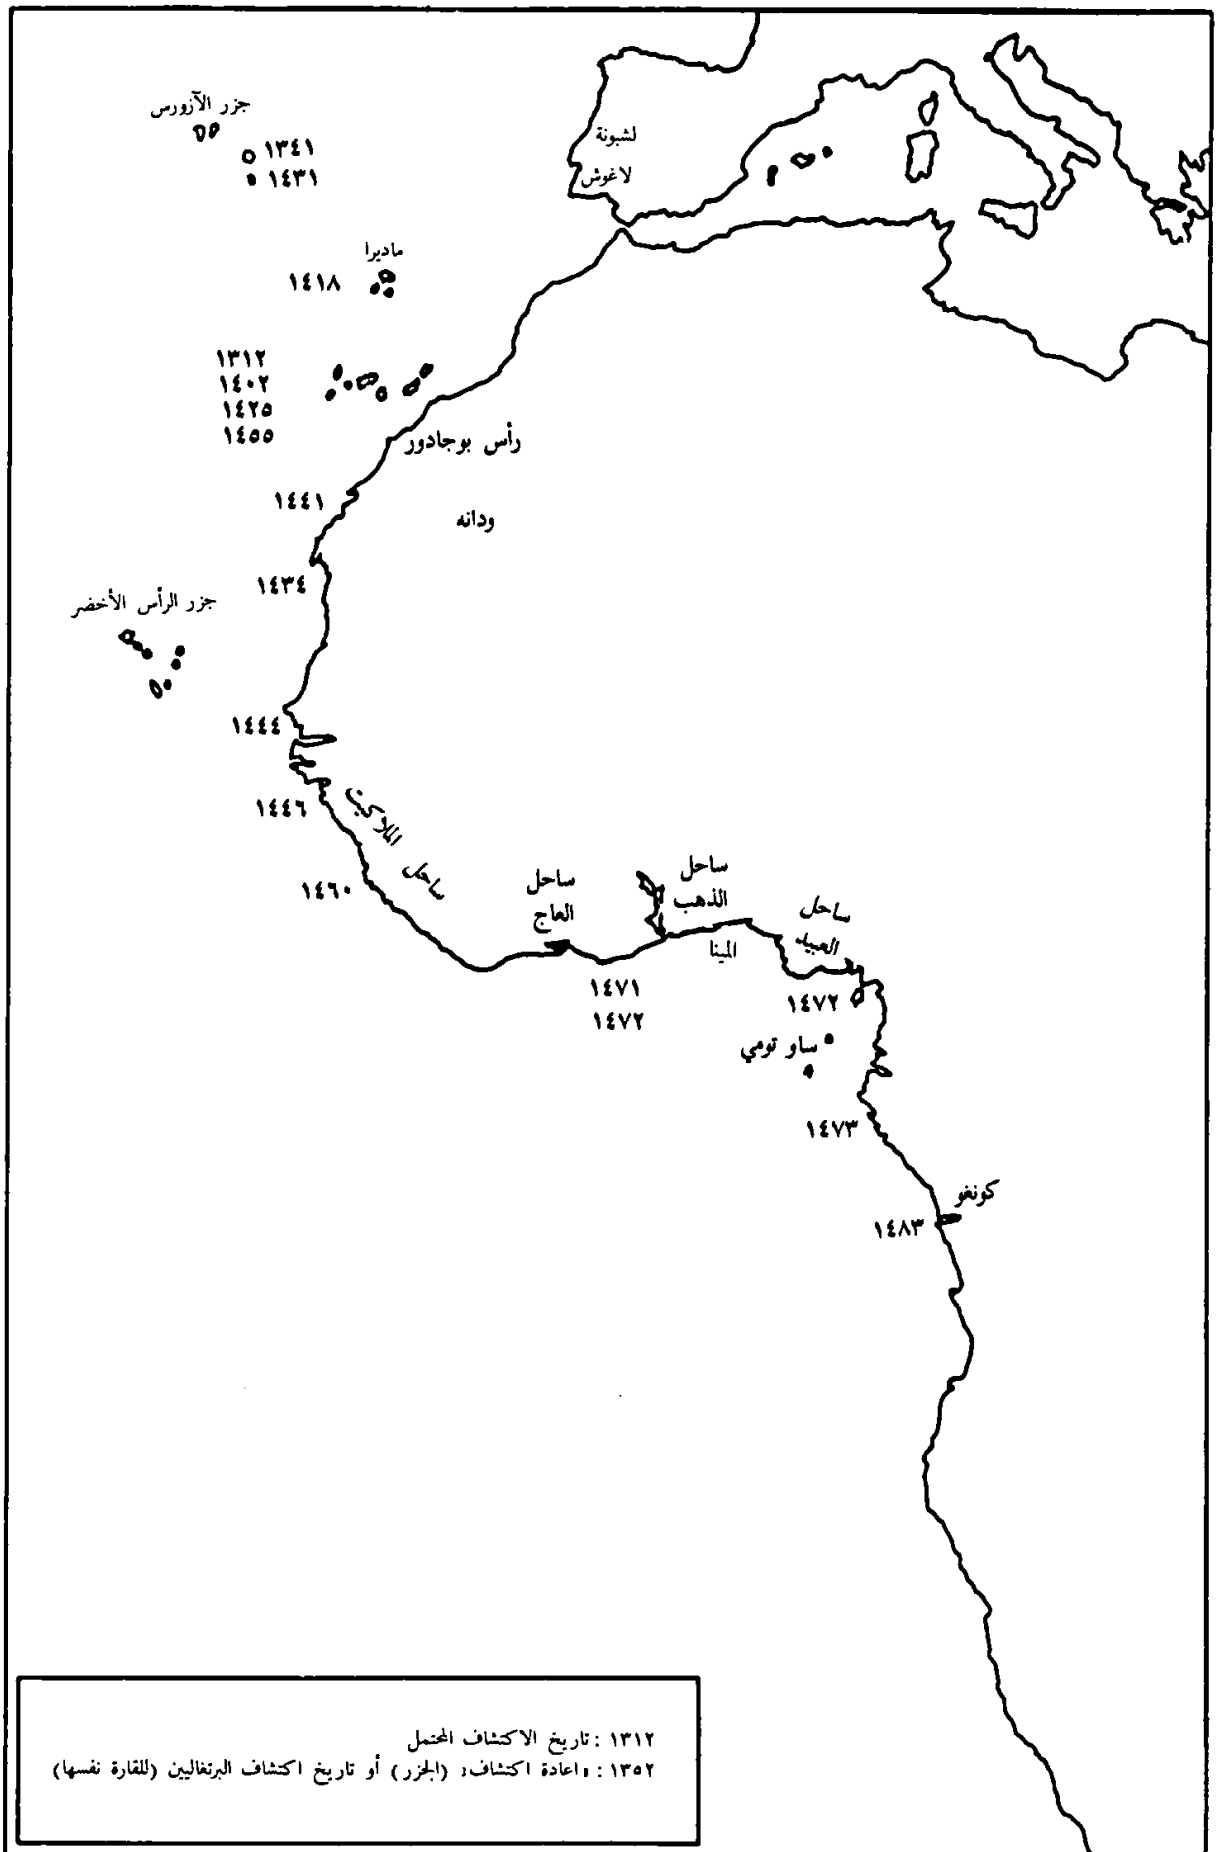 جزر الآزورس
١٣٤١
١٤٣١
لشبونة
لاغوش
ماديرا
١٤١٨
١٣١٢
١٤٠٢
١٤٢٥
١٤٥٥
رأس بوجادور
١٤٤١
ودانه
١٤٣٤
جزر الرأس الأخضر
١٤٤٤
١٤٤٦
ساحل الملاكيت
١٤٦٠
ساحل
العاج
ساحل
الذهب
المينا
ساحل
العبيد
١٤٧١
١٤٧٢
١٤٧٢
ساو تومي
١٤٧٣
كونغو
١٤٨٣
١٣١٢ : تاريخ الاكتشاف المحتمل
١٣٥٢ : «اعادة اكتشاف» (الجزر) أو تاريخ اكتشاف البرتغاليين (للقارة نفسها)